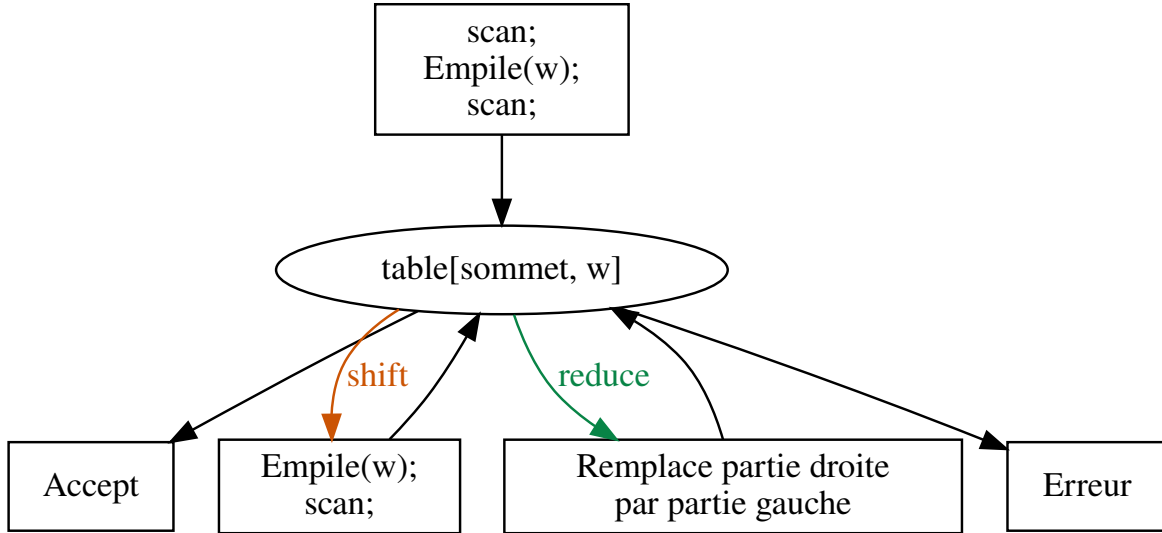 scan;
Empile(w);
scan;
table[sommet, w]
shift
reduce
Accept
Empile(w);
scan;
Remplace partie droite
par partie gauche
Erreur